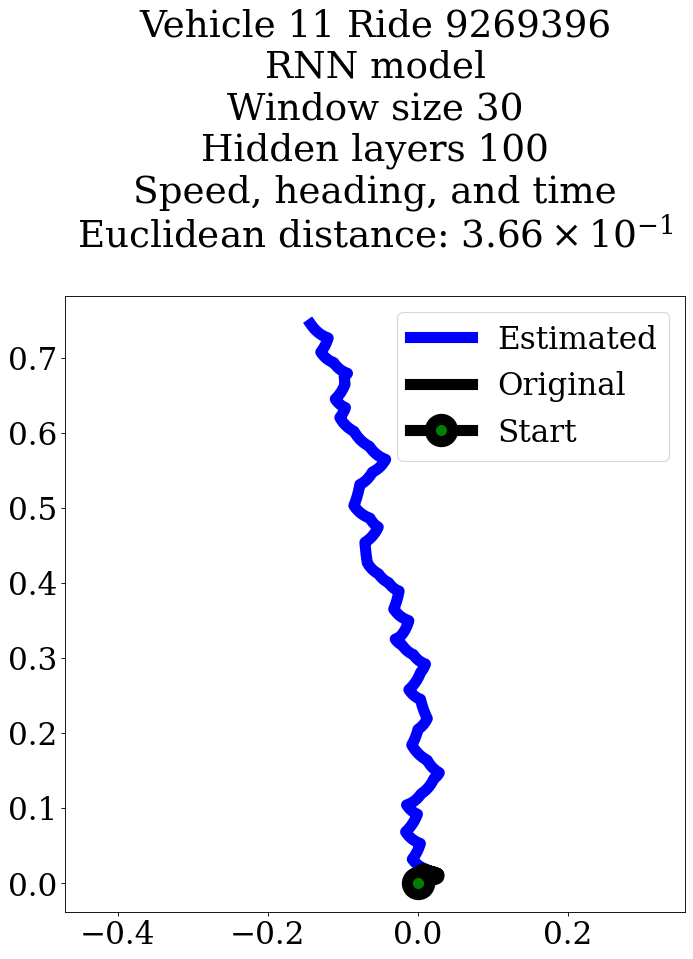 Vehicle 11 Ride 9269396
RNN model
Window size 30
Hidden layers 100
Speed, heading, and time
Euclidean distance: 3.66 × 10⁻¹
Estimated
Original
Start
0.7
0.6
0.5
0.4
0.3
0.2
0.1
0.0
−0.4 −0.2 0.0 0.2